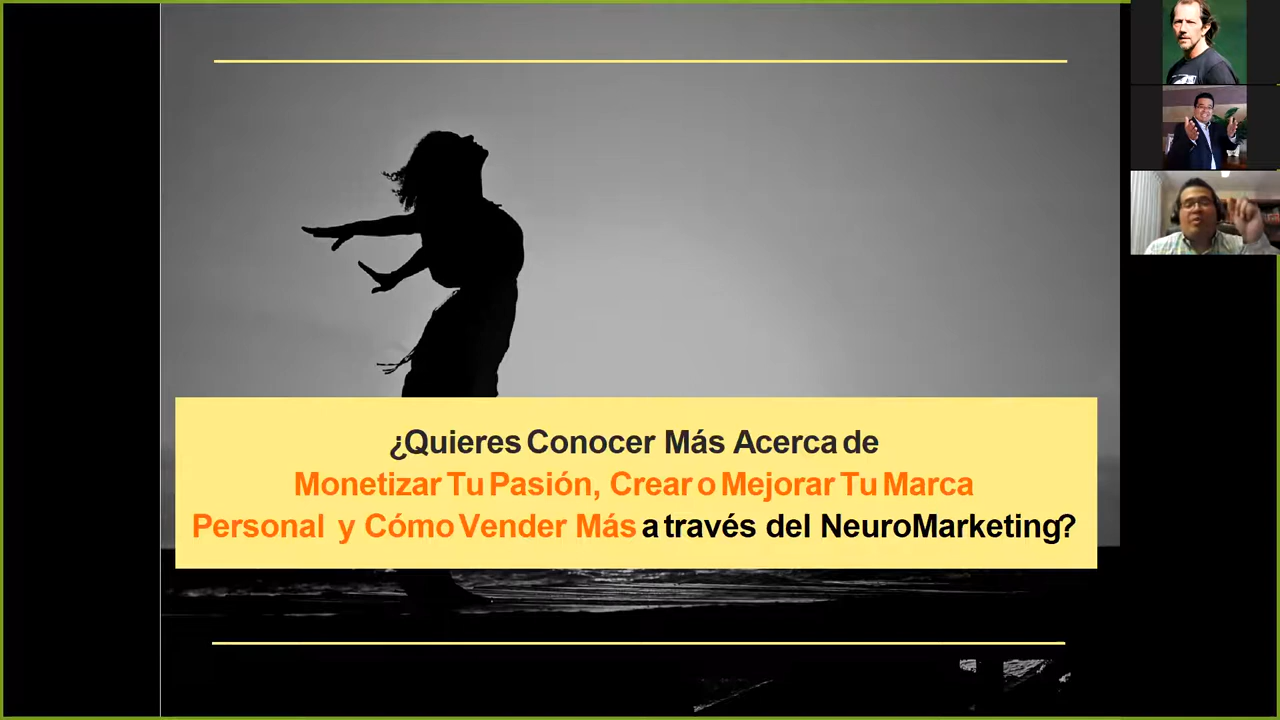 ¿Quieres Conocer Más Acerca de
Monetizar Tu Pasión, Crear o Mejorar Tu Marca
Personal y Cómo Vender Más a través del NeuroMarketing?